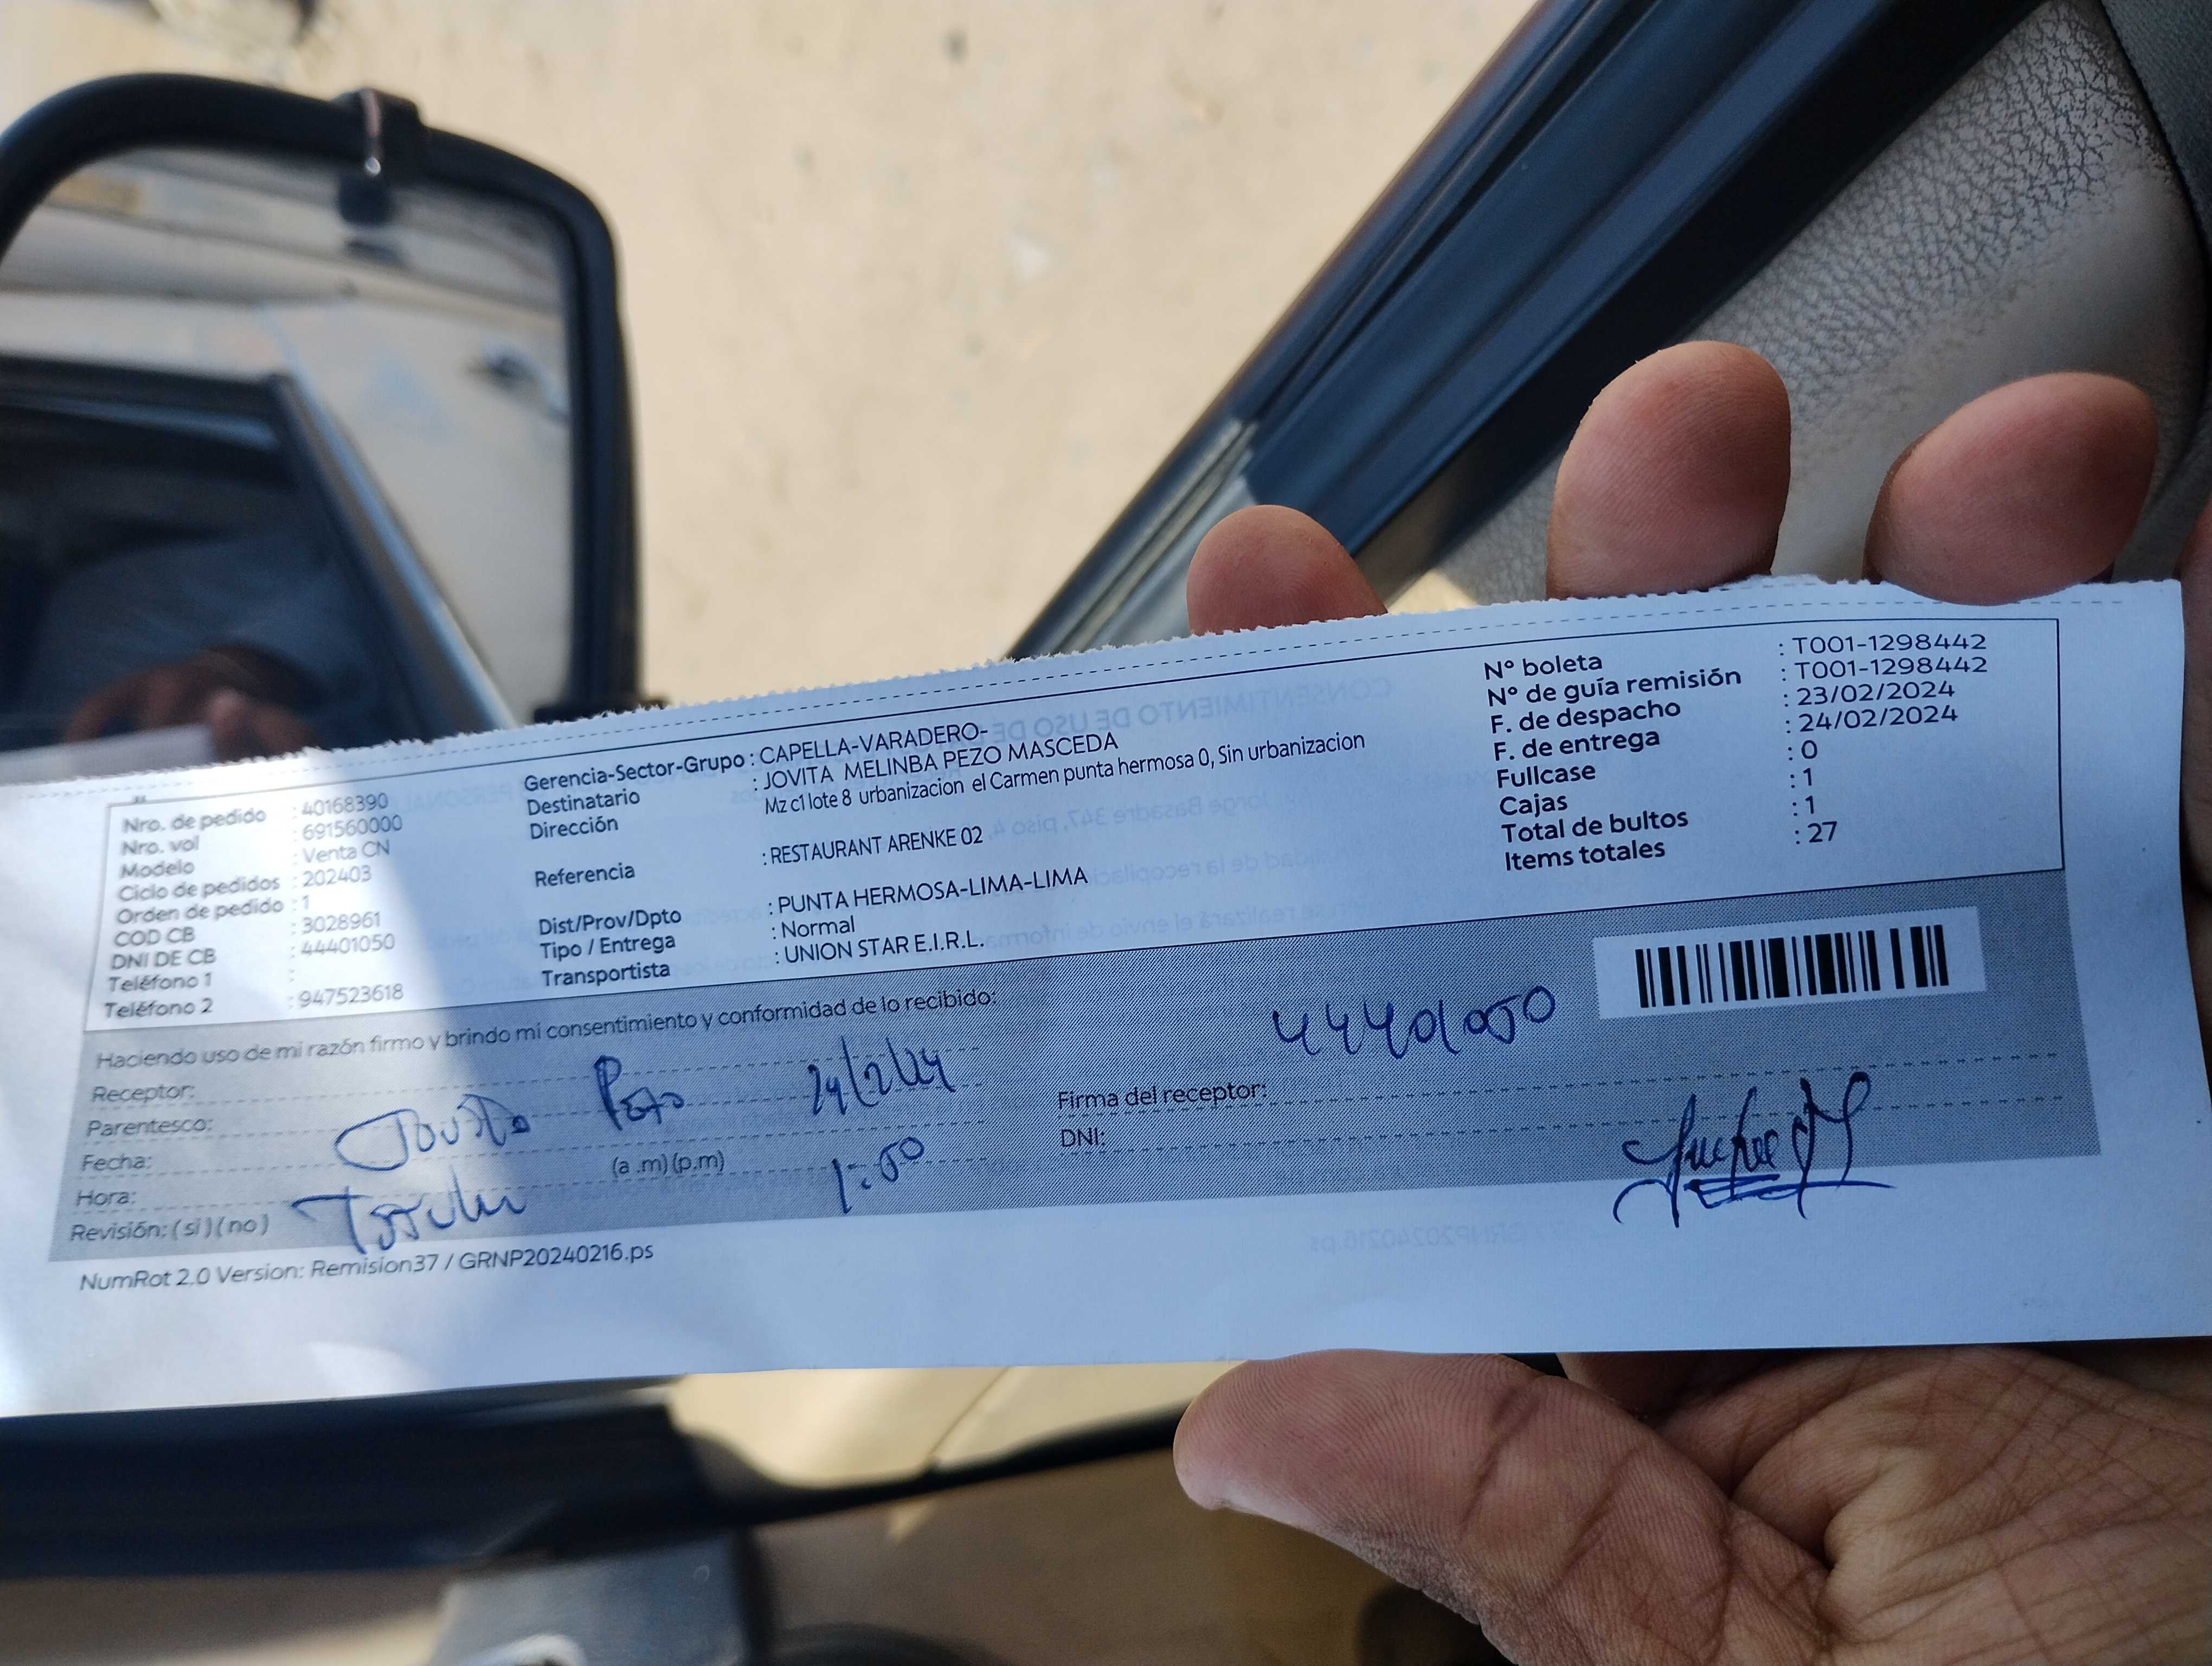 Nro. de pedido : 40168390
Nro. vol : 691560000
Modelo : Venta CN
Ciclo de pedidos : 202403
Orden de pedido : 1
COD CB : 3028961
DNI DE CB : 44401050
Teléfono 1 :
Teléfono 2 : 947523618
Gerencia-Sector-Grupo : CAPELLA-VARADERO-
Destinatario : JOVITA MELINBA PEZO MASCEDA
Dirección Mz c1 lote 8 urbanizacion el Carmen punta hermosa 0, Sin urbanizacion
Referencia : RESTAURANT ARENKE 02
Dist/Prov/Dpto : PUNTA HERMOSA-LIMA-LIMA
Tipo / Entrega : Normal
Transportista : UNION STAR E.I.R.L.
Nº boleta : T001-1298442
Nº de guía remisión : T001-1298442
F. de despacho : 23/02/2024
F. de entrega : 24/02/2024
Fullcase : 0
Cajas : 1
Total de bultos : 1
Items totales : 27
Haciendo uso de mi razón firmo y brindo mi consentimiento y conformidad de lo recibido:
Receptor:
Parentesco: Pezo 24/2/24
Fecha:
Hora: (a .m) (p.m) 1:50
Revisión: (si) (no)
44401050
Firma del receptor:
DNI:
NumRot 2.0 Version: Remision37 / GRNP20240216.ps